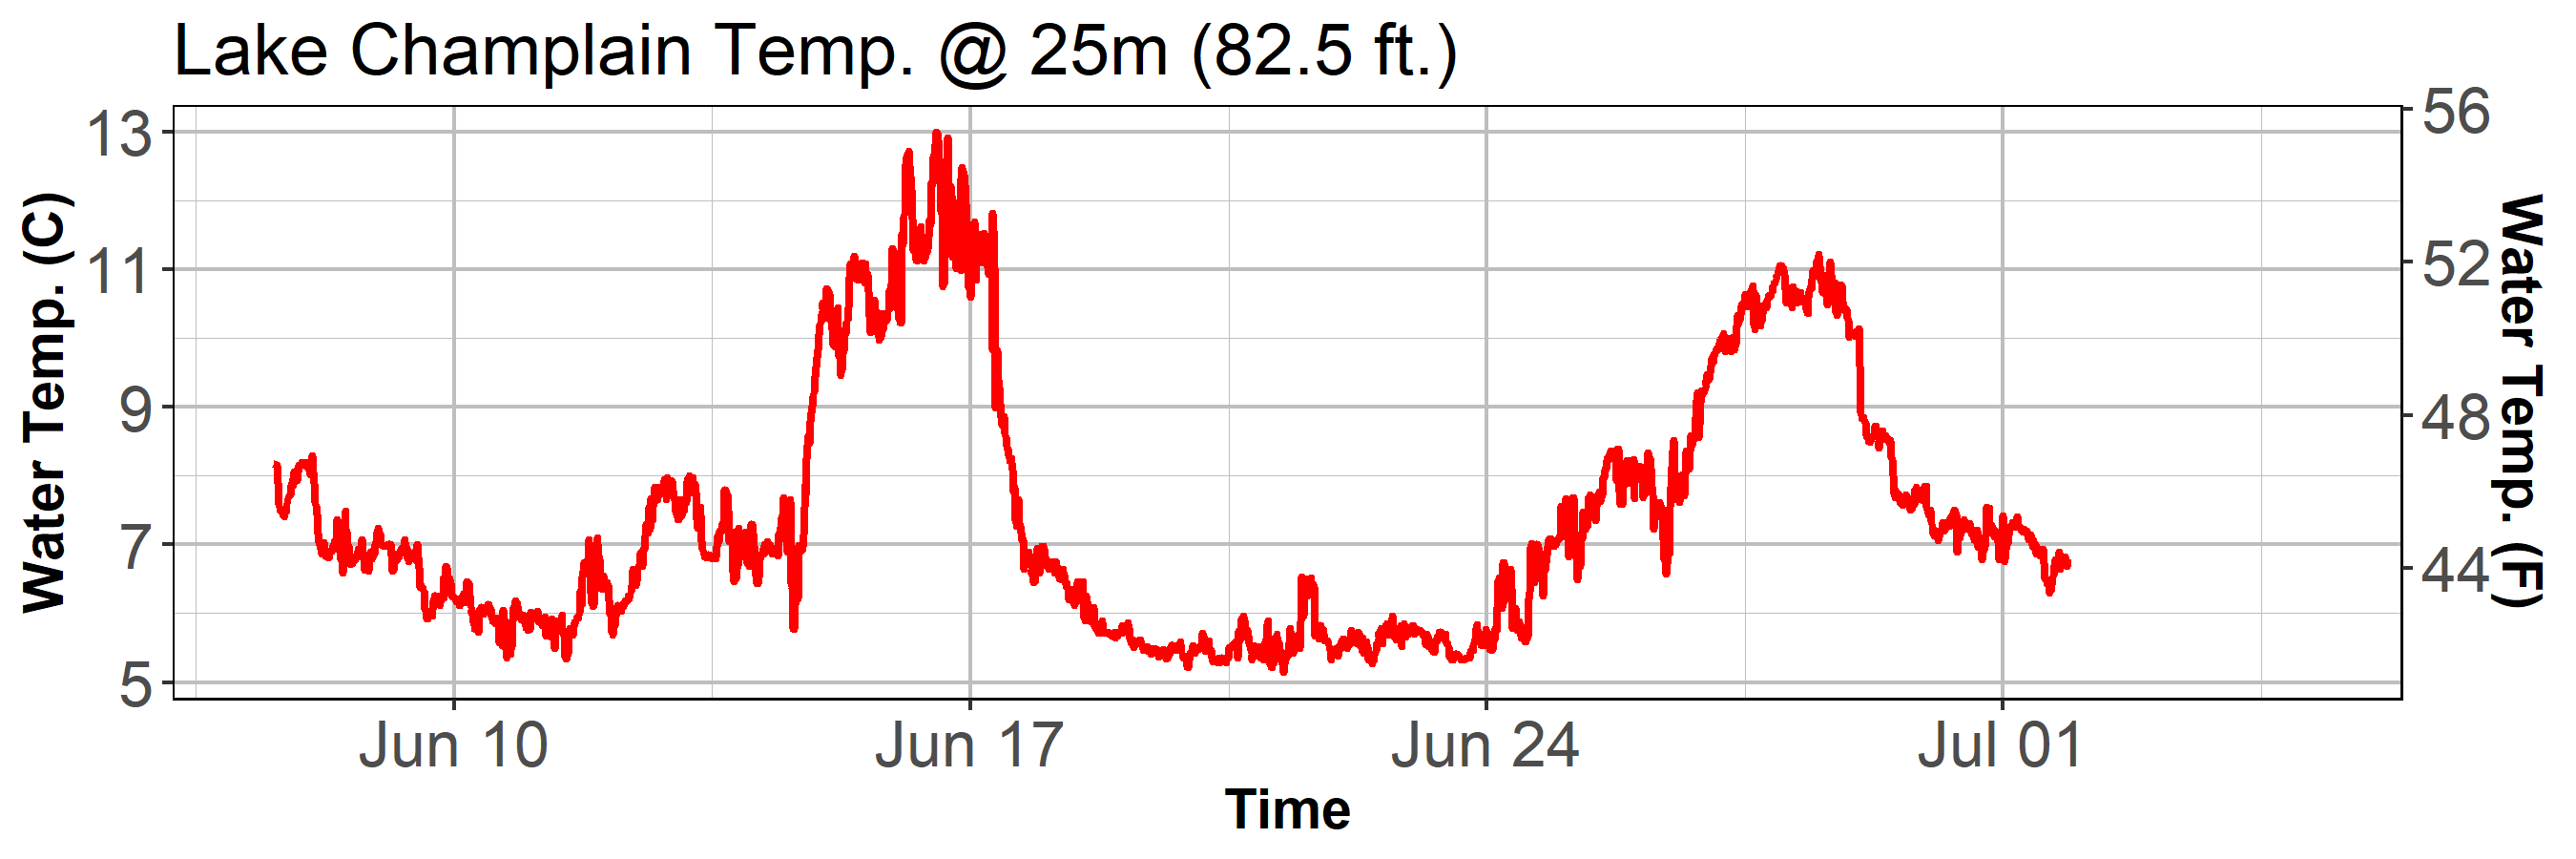 Lake Champlain Temp. @ 25m (82.5 ft.)
Water Temp. (C)
13
11
9
7
5
56
52
48
44
Water Temp. (F)
Jun 10 Jun 17 Jun 24 Jul 01
Time